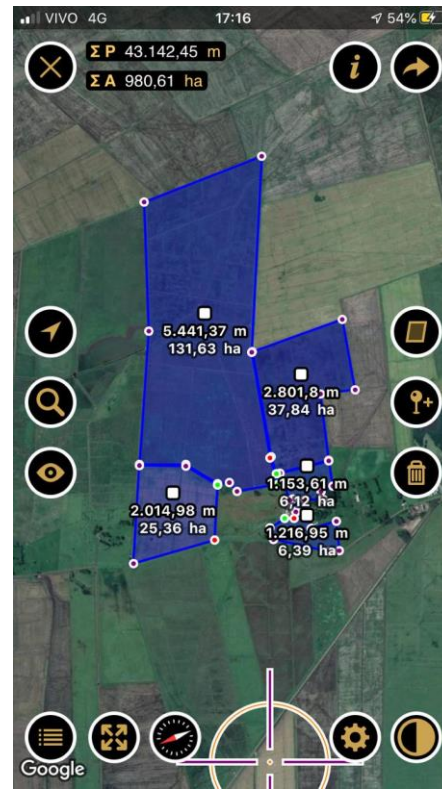 VIVO 4G 17:16 54%
Σ P 43.142,45 m
Σ A 980,61 ha
i
5.441,37 m
131,63 ha
2.801,8 m
37,84 ha
1.153,61 m
6,12 ha
2.014,98 m
25,36 ha
1.216,95 m
6,39 ha
Google